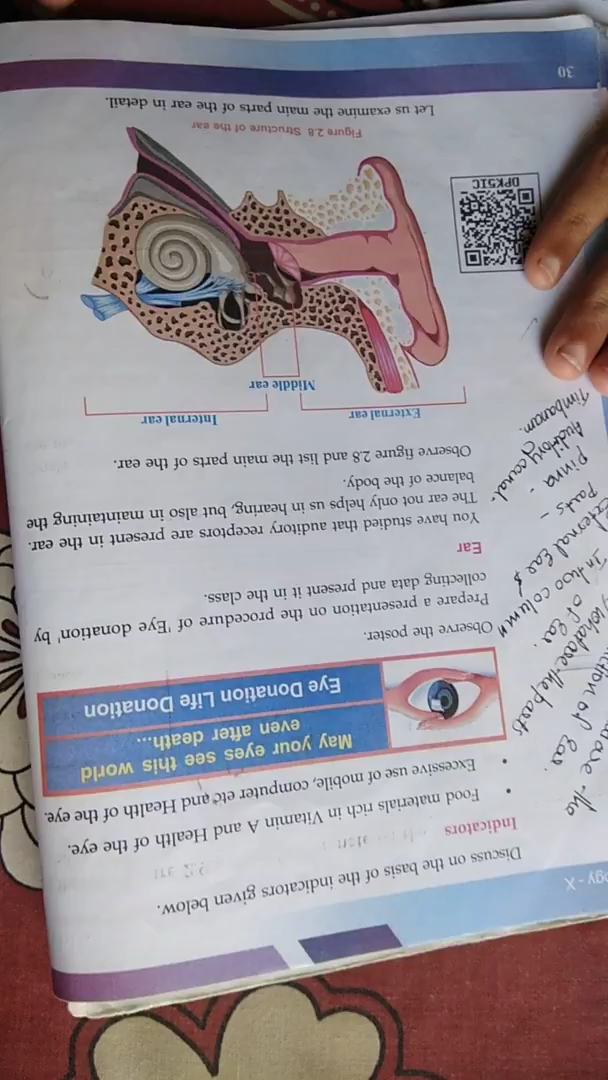 gy - X
Discuss on the basis of the indicators given below.
Indicators
• Food materials rich in Vitamin A and Health of the eye.
• Excessive use of mobile, computer etc and Health of the eye.
May your eyes see this world
even after death...
Eye Donation Life Donation
Observe the poster.
Prepare a presentation on the procedure of 'Eye donation' by
collecting data and present it in the class.
Ear
You have studied that auditory receptors are present in the ear.
The ear not only helps us in hearing, but also in maintaining the
balance of the body.
Observe figure 2.8 and list the main parts of the ear.
External ear
Middle ear
Internal ear
DPK5IC
Figure 2.8 Structure of the ear
Let us examine the main parts of the ear in detail.
30
ction of Ear.
the parts
of Ear.
In two column
External Ear
Parts -
Pinna -
Auditory canal -